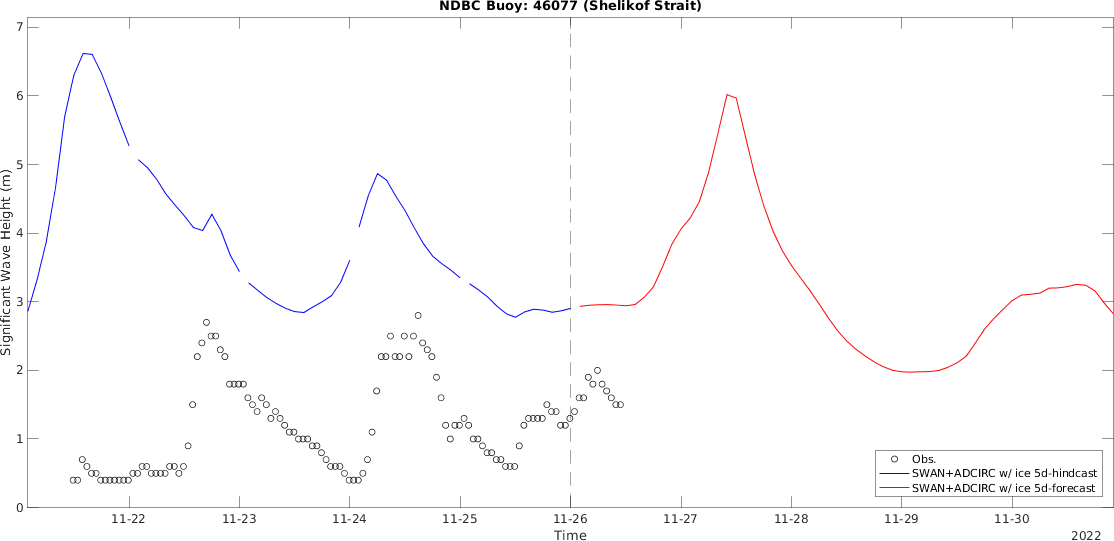 NDBC Buoy: 46077 (Shelikof Strait)
7
6
5
4
3
2
1
0
Significant Wave Height (m)
Obs.
SWAN+ADCIRC w/ ice 5d-hindcast
SWAN+ADCIRC w/ ice 5d-forecast
11-22 11-23 11-24 11-25 11-26 11-27 11-28 11-29 11-30
Time
2022